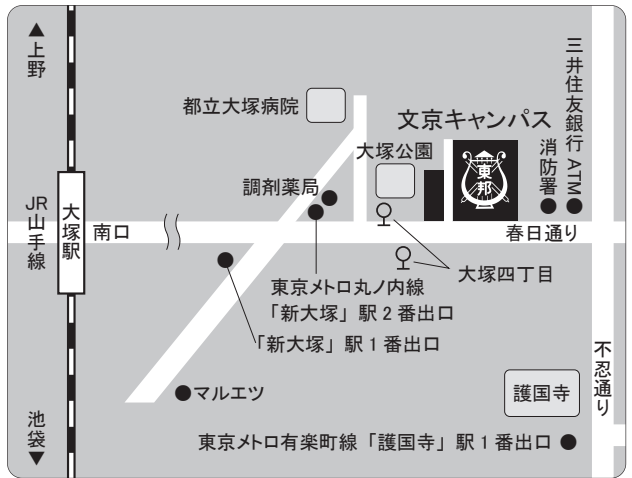 ▲上野
JR山手線
大塚駅
南口
池袋▼
都立大塚病院
調剤薬局
大塚公園
文京キャンパス
東邦
消防署
三井住友銀行 ATM
春日通り
大塚四丁目
東京メトロ丸ノ内線
「新大塚」駅 2 番出口
「新大塚」駅 1 番出口
マルエツ
不忍通り
護国寺
東京メトロ有楽町線「護国寺」駅 1 番出口